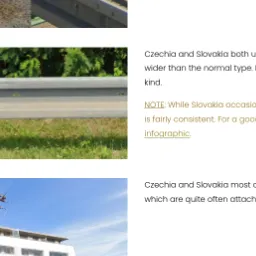 Czechia and Slovakia both u
wider than the normal type.
kind.
NOTE: While Slovakia occasio
is fairly consistent. For a goo
infographic.
Czechia and Slovakia most o
which are quite often attach